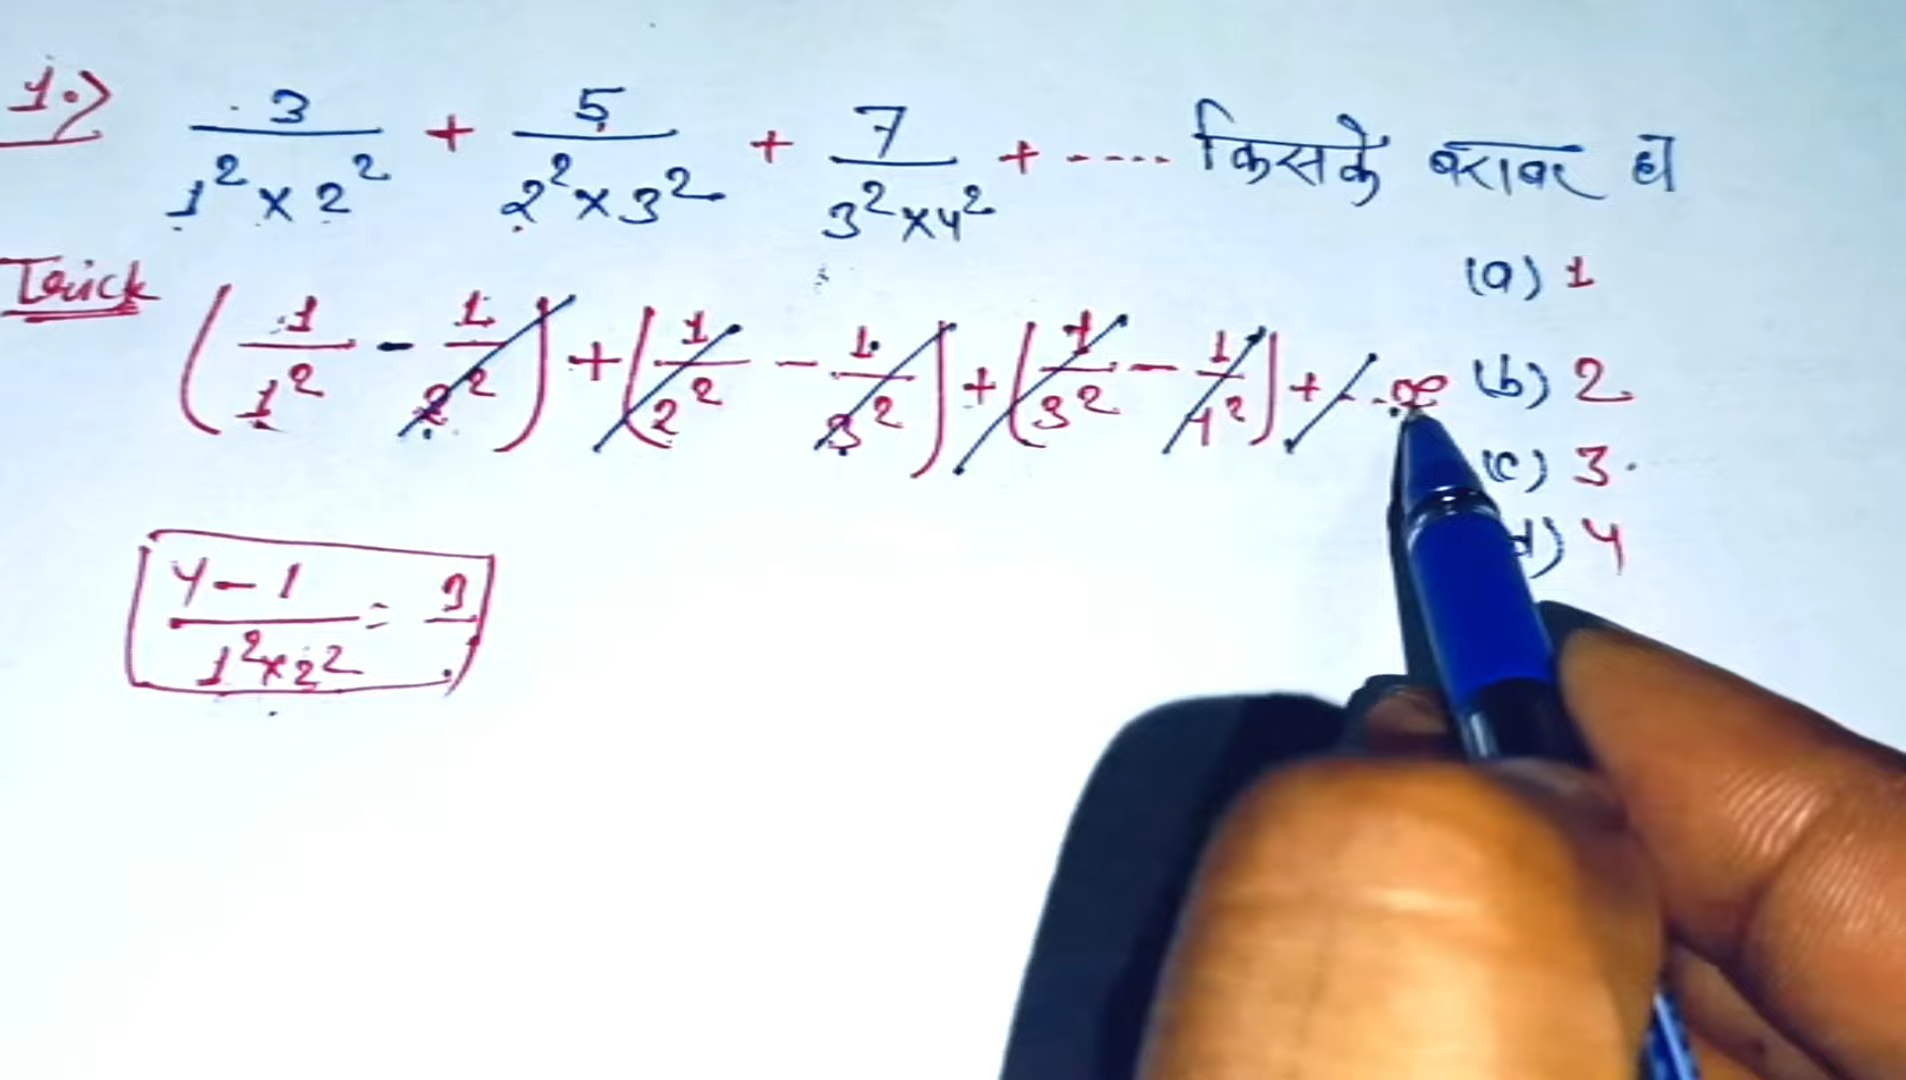 1.) 3/(1² × 2²) + 5/(2² × 3²) + 7/(3² × 4²) + ---- किसके बराबर है
Trick (1/1² - 1/2²) + (1/2² - 1/3²) + (1/3² - 1/4²) + -- ∞
(a) 1
(b) 2
(c) 3
(d) 4
(4-1)/(1² × 2²) = 3/